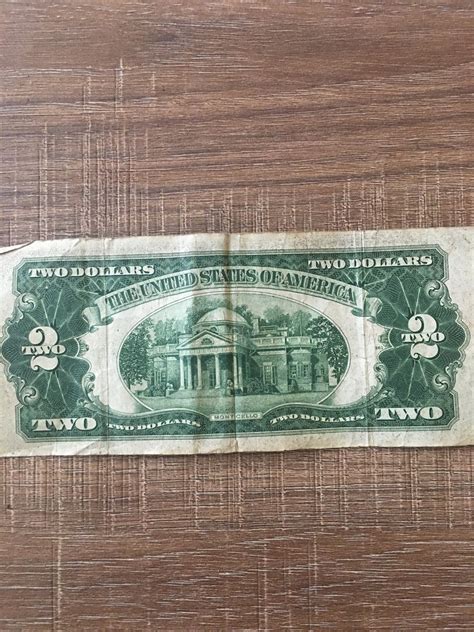 TWO DOLLARS
TWO DOLLARS
THE UNITED STATES OF AMERICA
2
TWO
2
TWO
MONTICELLO
TWO
TWO DOLLARS
TWO DOLLARS
TWO